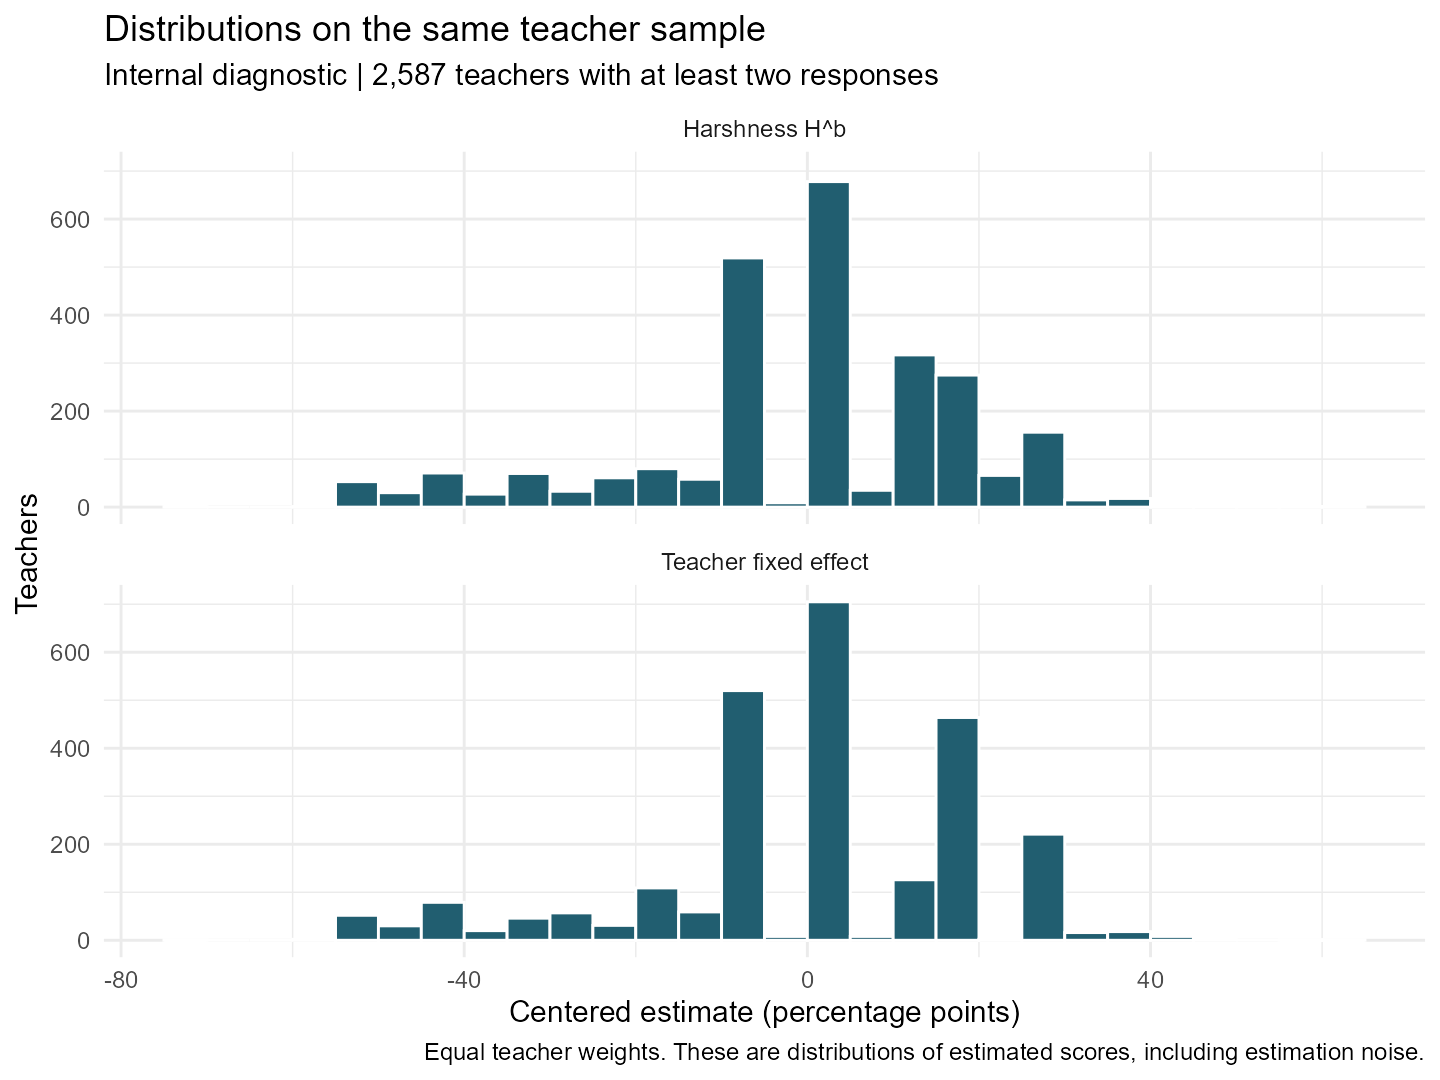 Distributions on the same teacher sample
Internal diagnostic | 2,587 teachers with at least two responses
Harshness H^b
600
400
200
0
Teacher fixed effect
600
400
200
0
Teachers
-80
-40
0
40
Centered estimate (percentage points)
Equal teacher weights. These are distributions of estimated scores, including estimation noise.